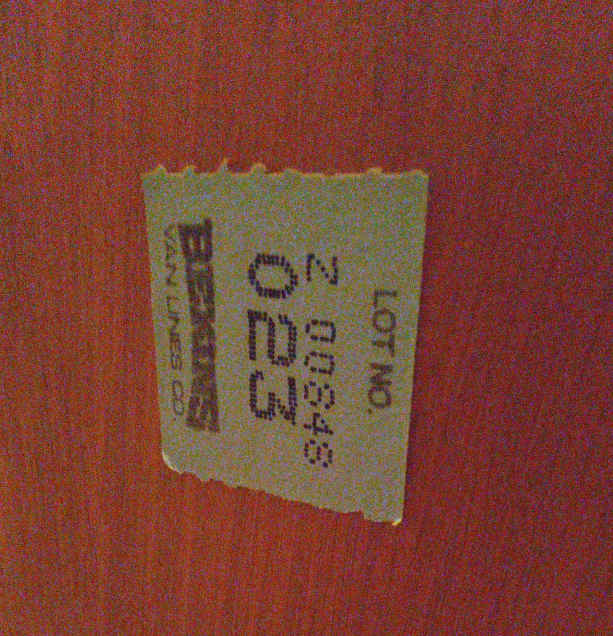 LOT NO.
Z 00848
023
BEKINS
VAN LINES CO.